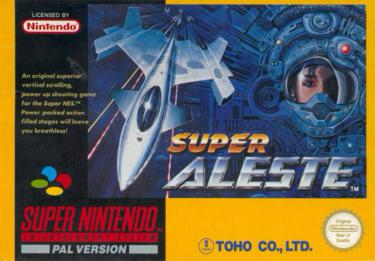 LICENSED BY
Nintendo
An original superior
vertical scrolling,
power up shooting game
for the Super NES.™
Power packed action
filled stages will leave
you breathless!
SUPER
ALESTE™
SUPER NINTENDO
ENTERTAINMENT SYSTEM
PAL VERSION
TOHO CO., LTD.
Original
Nintendo
Seal of
Quality